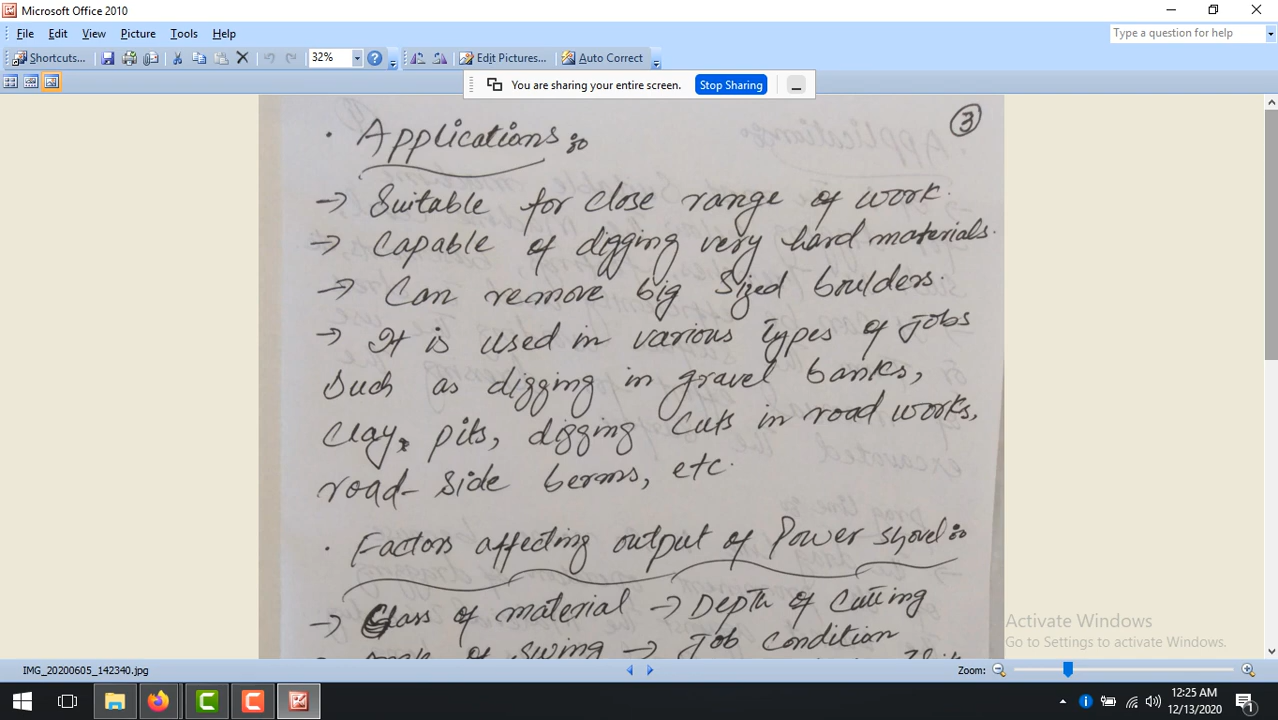 Microsoft Office 2010
File Edit View Picture Tools Help
Type a question for help
Shortcuts... 32% Edit Pictures... Auto Correct
You are sharing your entire screen. Stop Sharing
3
· Applications :-
→ Suitable for close range of work.
→ Capable of digging very hard materials.
→ Can remove big sized boulders.
→ It is used in various types of jobs
such as digging in gravel banks,
clay, pits, digging cuts in road works,
road-side berms, etc.
· Factors affecting output of Power shovel :-
→ Class of material → Depth of cutting
of swing → Job condition
Activate Windows
Go to Settings to activate Windows.
IMG_20200605_142340.jpg
Zoom:
12:25 AM
12/13/2020
1